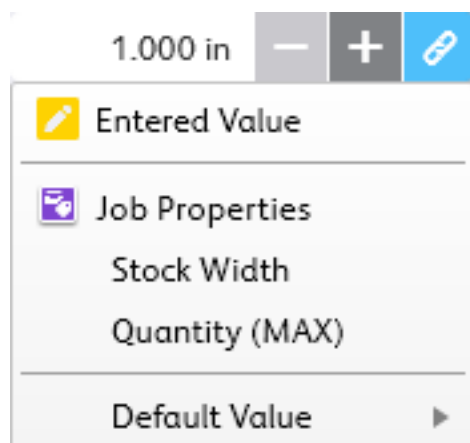 1.000 in
Entered Value
Job Properties
Stock Width
Quantity (MAX)
Default Value